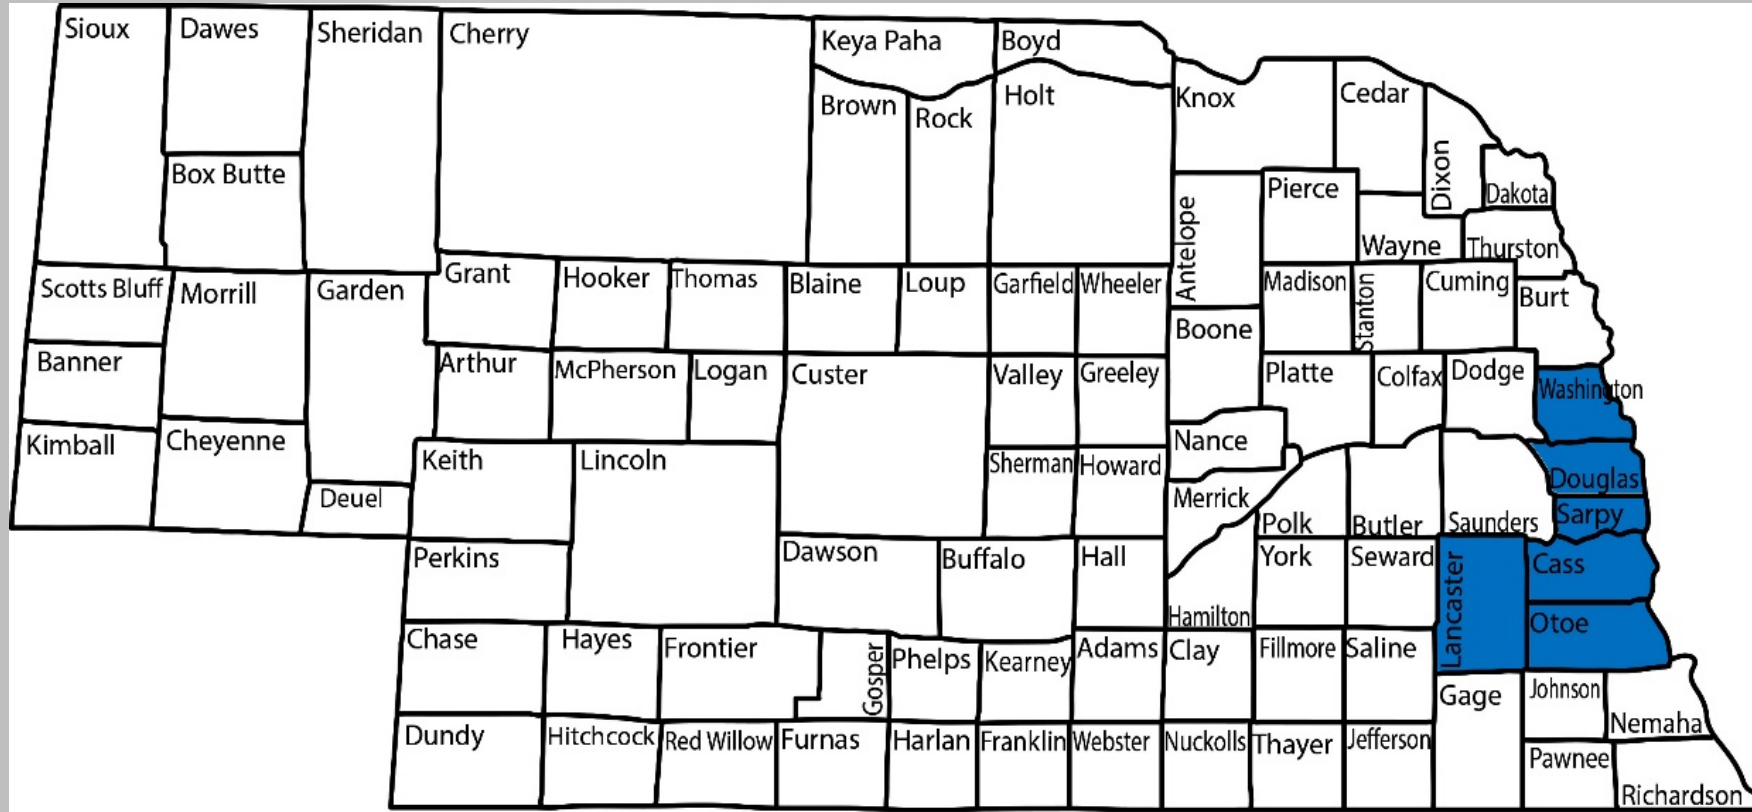 Sioux
Dawes
Sheridan
Cherry
Keya Paha
Boyd
Knox
Cedar
Dixon
Dakota
Box Butte
Brown
Rock
Holt
Antelope
Pierce
Wayne
Thurston
Scotts Bluff
Morrill
Garden
Grant
Hooker
Thomas
Blaine
Loup
Garfield
Wheeler
Boone
Madison
Stanton
Cuming
Burt
Banner
Arthur
McPherson
Logan
Custer
Valley
Greeley
Platte
Colfax
Dodge
Washington
Kimball
Cheyenne
Deuel
Keith
Lincoln
Sherman
Howard
Nance
Merrick
Polk
Butler
Saunders
Douglas
Sarpy
Perkins
Dawson
Buffalo
Hall
Hamilton
York
Seward
Lancaster
Cass
Otoe
Chase
Hayes
Frontier
Gosper
Phelps
Kearney
Adams
Clay
Fillmore
Saline
Gage
Johnson
Nemaha
Dundy
Hitchcock
Red Willow
Furnas
Harlan
Franklin
Webster
Nuckolls
Thayer
Jefferson
Pawnee
Richardson